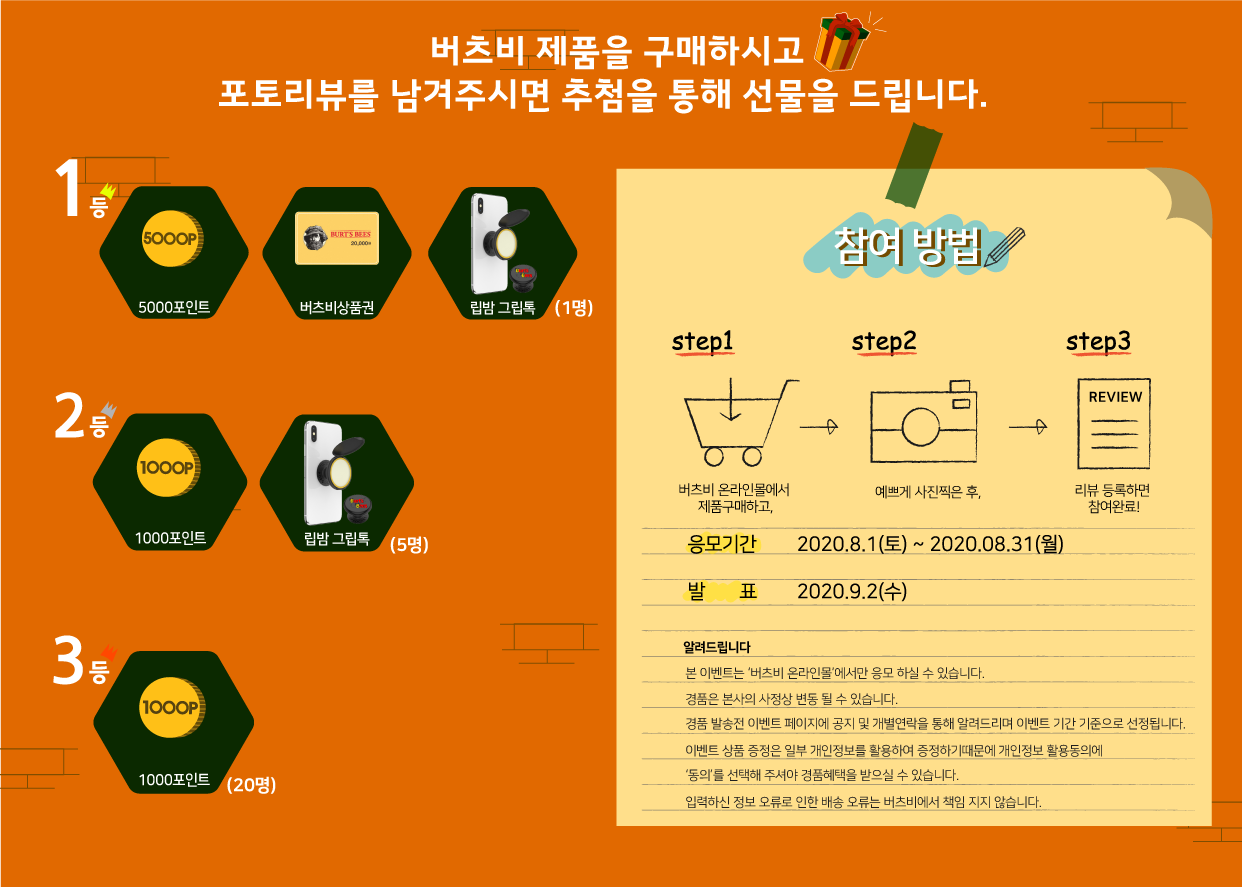 버츠비 제품을 구매하시고
포토리뷰를 남겨주시면 추첨을 통해 선물을 드립니다.
1등
5000P
5000포인트
BURT'S BEES
20,000
버츠비상품권
립밤 그립톡
(1명)
2등
1000P
1000포인트
립밤 그립톡
(5명)
3등
1000P
1000포인트
(20명)
참여 방법
step1
step2
step3
REVIEW
버츠비 온라인몰에서
제품구매하고,
예쁘게 사진찍은 후,
리뷰 등록하면
참여완료!
응모기간 2020.8.1(토) ~ 2020.08.31(월)
발 표 2020.9.2(수)
알려드립니다
본 이벤트는 '버츠비 온라인몰'에서만 응모 하실 수 있습니다.
경품은 본사의 사정상 변동 될 수 있습니다.
경품 발송전 이벤트 페이지에 공지 및 개별연락을 통해 알려드리며 이벤트 기간 기준으로 선정됩니다.
이벤트 상품 증정은 일부 개인정보를 활용하여 증정하기때문에 개인정보 활용동의에
'동의'를 선택해 주셔야 경품혜택을 받으실 수 있습니다.
입력하신 정보 오류로 인한 배송 오류는 버츠비에서 책임 지지 않습니다.